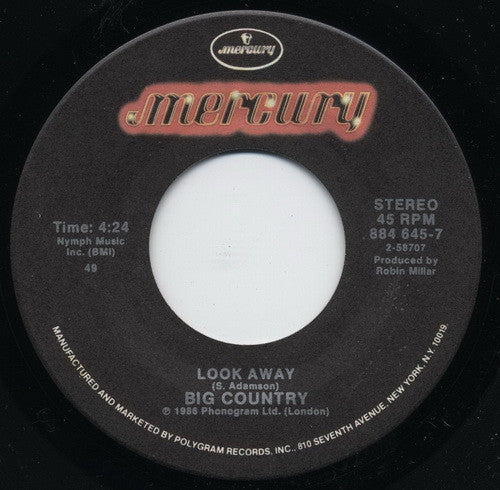 mercury
mercury
Time: 4:24
Nymph Music
Inc. (BMI)
49
STEREO
45 RPM
884 645-7
2-58707
Produced by
Robin Millar
LOOK AWAY
(S. Adamson)
BIG COUNTRY
℗ 1986 Phonogram Ltd. (London)
MANUFACTURED AND MARKETED BY POLYGRAM RECORDS, INC., 810 SEVENTH AVENUE, NEW YORK, N.Y. 10019